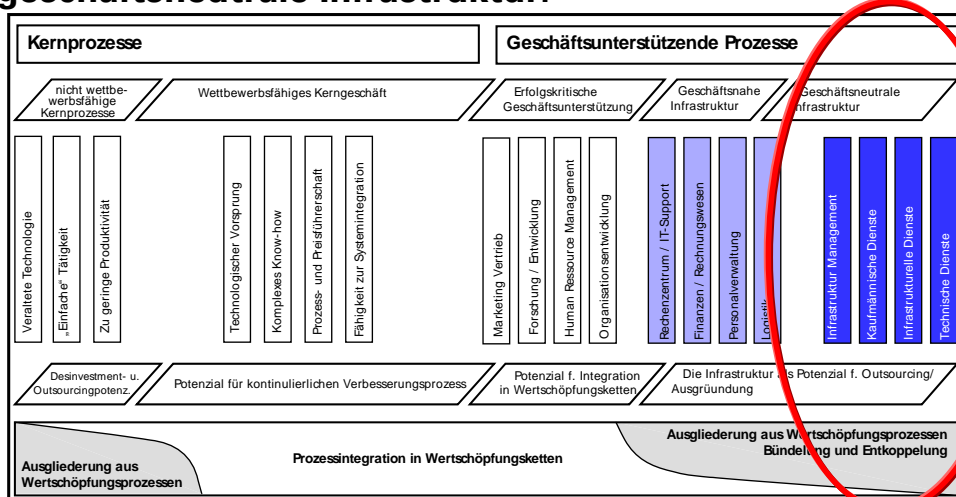 geschäftsneutrale Infrastruktur.
Kernprozesse
Geschäftsunterstützende Prozesse
nicht wettbe-
werbsfähige
Kernprozesse
Wettbewerbsfähiges Kerngeschäft
Erfolgskritische
Geschäftsunterstützung
Geschäftsnahe
Infrastruktur
Geschäftsneutrale
Infrastruktur
Veraltete Technologie
„Einfache" Tätigkeit
Zu geringe Produktivität
Technologischer Vorsprung
Komplexes Know-how
Prozess- und Preisführerschaft
Fähigkeit zur Systemintegration
Marketing Vertrieb
Forschung / Entwicklung
Human Ressource Management
Organisationsentwicklung
Rechenzentrum / IT-Support
Finanzen / Rechnungswesen
Personalverwaltung
Logistik
Infrastruktur Management
Kaufmännische Dienste
Infrastrukturelle Dienste
Technische Dienste
Desinvestment- u.
Outsourcingpotenz.
Potenzial für kontinuierlichen Verbesserungsprozess
Potenzial f. Integration
in Wertschöpfungsketten
Die Infrastruktur als Potenzial f. Outsourcing/
Ausgründung
Ausgliederung aus
Wertschöpfungsprozessen
Prozessintegration in Wertschöpfungsketten
Ausgliederung aus Wertschöpfungsprozessen
Bündelung und Entkoppelung